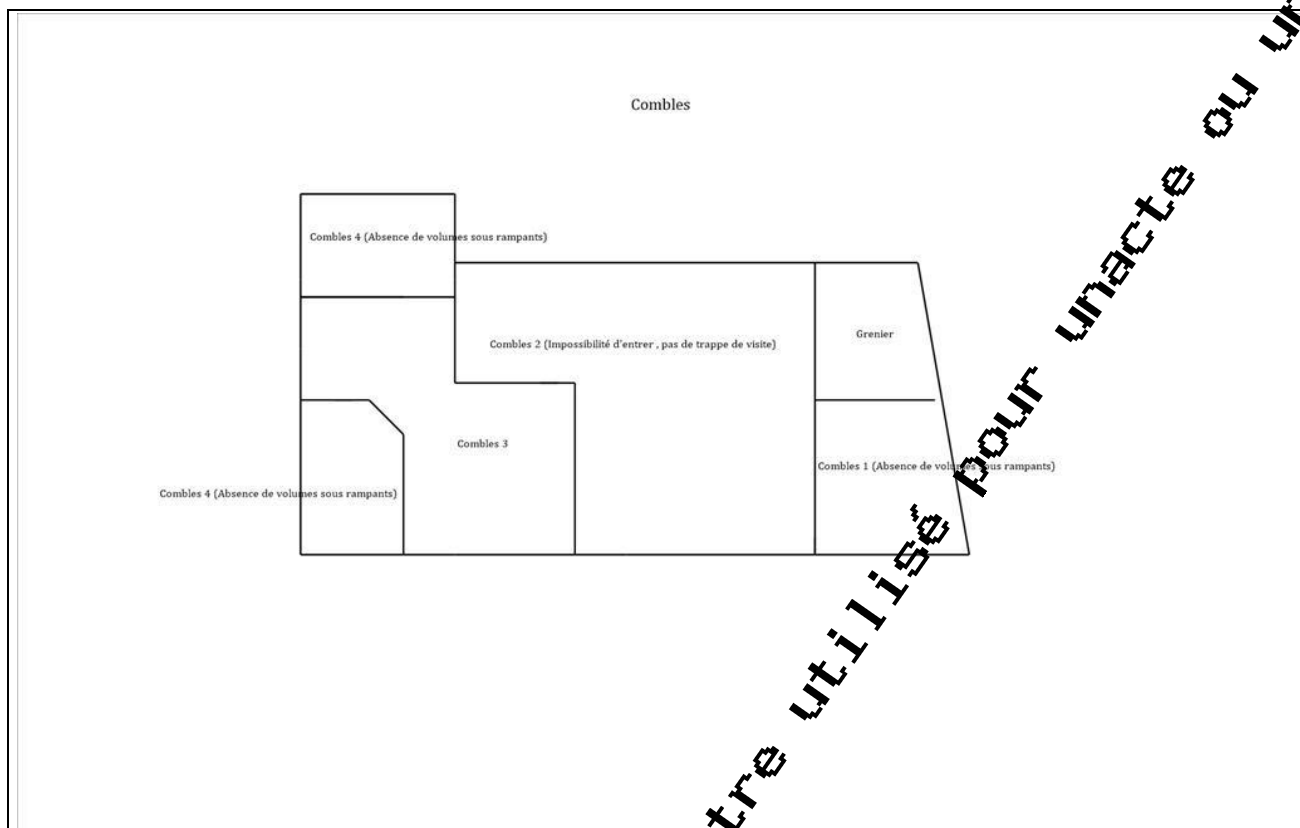 Combles
Combles 4 (Absence de volumes sous rampants)
Combles 2 (Impossibilité d'entrer , pas de trappe de visite)
Grenier
Combles 3
Combles 1 (Absence de volumes sous rampants)
Combles 4 (Absence de volumes sous rampants)
tre utilisé pour unacte ou un